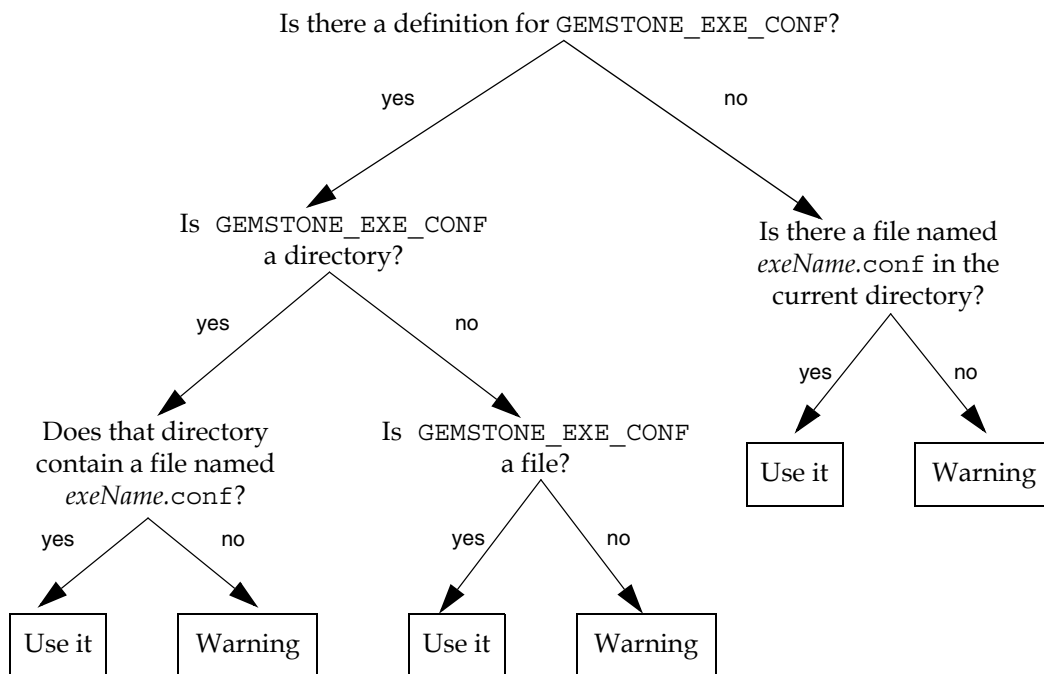 Is there a definition for GEMSTONE_EXE_CONF?
yes
no
Is GEMSTONE_EXE_CONF
a directory?
Is there a file named
exeName.conf in the
current directory?
yes
no
yes
no
Does that directory
contain a file named
exeName.conf?
Is GEMSTONE_EXE_CONF
a file?
Use it
Warning
yes
no
yes
no
Use it
Warning
Use it
Warning